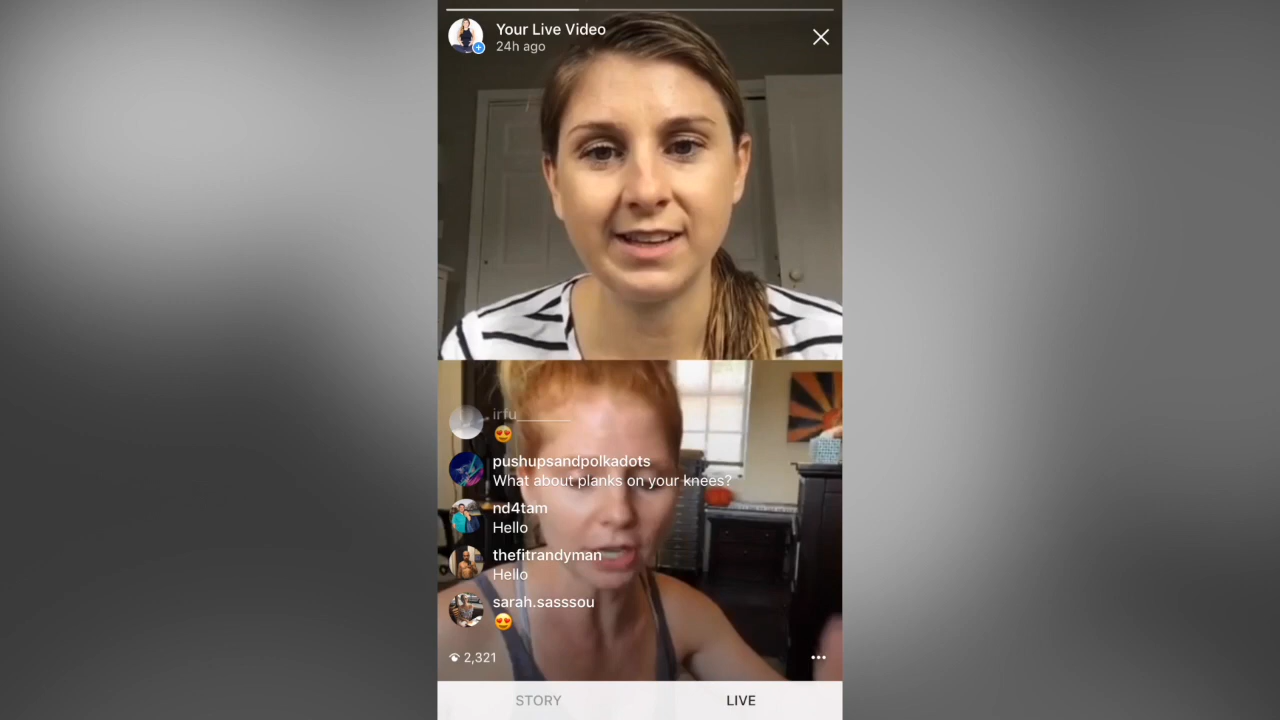 Your Live Video
24h ago
irfu______
😍
pushupsandpolkadots
What about planks on your knees?
nd4tam
Hello
thefitrandyman
Hello
sarah.sasssou
😍
2,321
STORY
LIVE